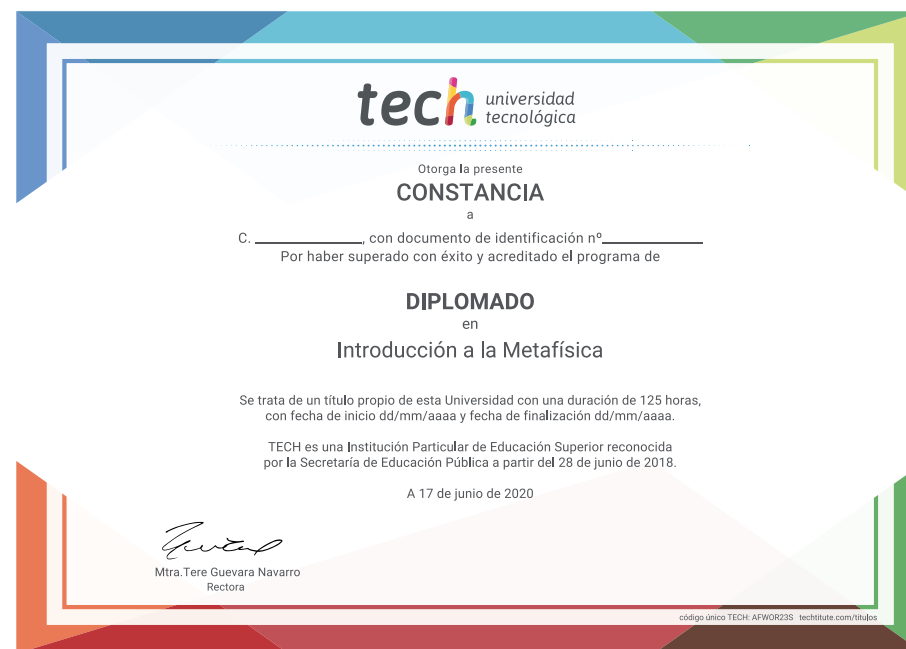 tech universidad
tecnológica
Otorga la presente
CONSTANCIA
a
C. ______________, con documento de identificación nº_____________
Por haber superado con éxito y acreditado el programa de
DIPLOMADO
en
Introducción a la Metafísica
Se trata de un título propio de esta Universidad con una duración de 125 horas,
con fecha de inicio dd/mm/aaaa y fecha de finalización dd/mm/aaaa.
TECH es una Institución Particular de Educación Superior reconocida
por la Secretaría de Educación Pública a partir del 28 de junio de 2018.
A 17 de junio de 2020
Mtra.Tere Guevara Navarro
Rectora
código único TECH: AFWOR23S techtitute.com/titulos